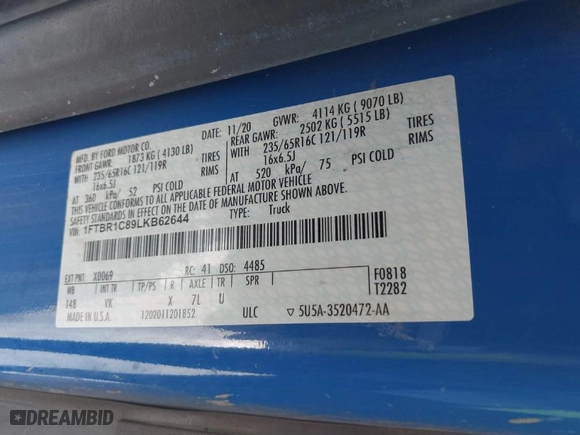 MFD. BY FORD MOTOR CO.
DATE: 11/20 GVWR: 4114 KG ( 9070 LB)
FRONT GAWR: 1873 KG ( 4130 LB) REAR GAWR: 2502 KG ( 5515 LB)
WITH 235/65R16C 121/119R TIRES WITH 235/65R16C 121/119R TIRES
16x6.5J RIMS 16x6.5J RIMS
AT 360 kPa/ 52 PSI COLD AT 520 kPa/ 75 PSI COLD
THIS VEHICLE CONFORMS TO ALL APPLICABLE FEDERAL MOTOR VEHICLE
SAFETY STANDARDS IN EFFECT ON THE DATE OF MANUFACTURE SHOWN ABOVE.
VIN: 1FTBR1C89LKB62644 TYPE: Truck
EXT PNT: XD069 RC: 41 DSO: 4485
WB INT TR TP/PS R AXLE TR SPR
148 VK X 7L U
F0818
T2282
MADE IN U.S.A. 1202011201852 ULC ▽ 5U5A-3520472-AA
DREAMBID